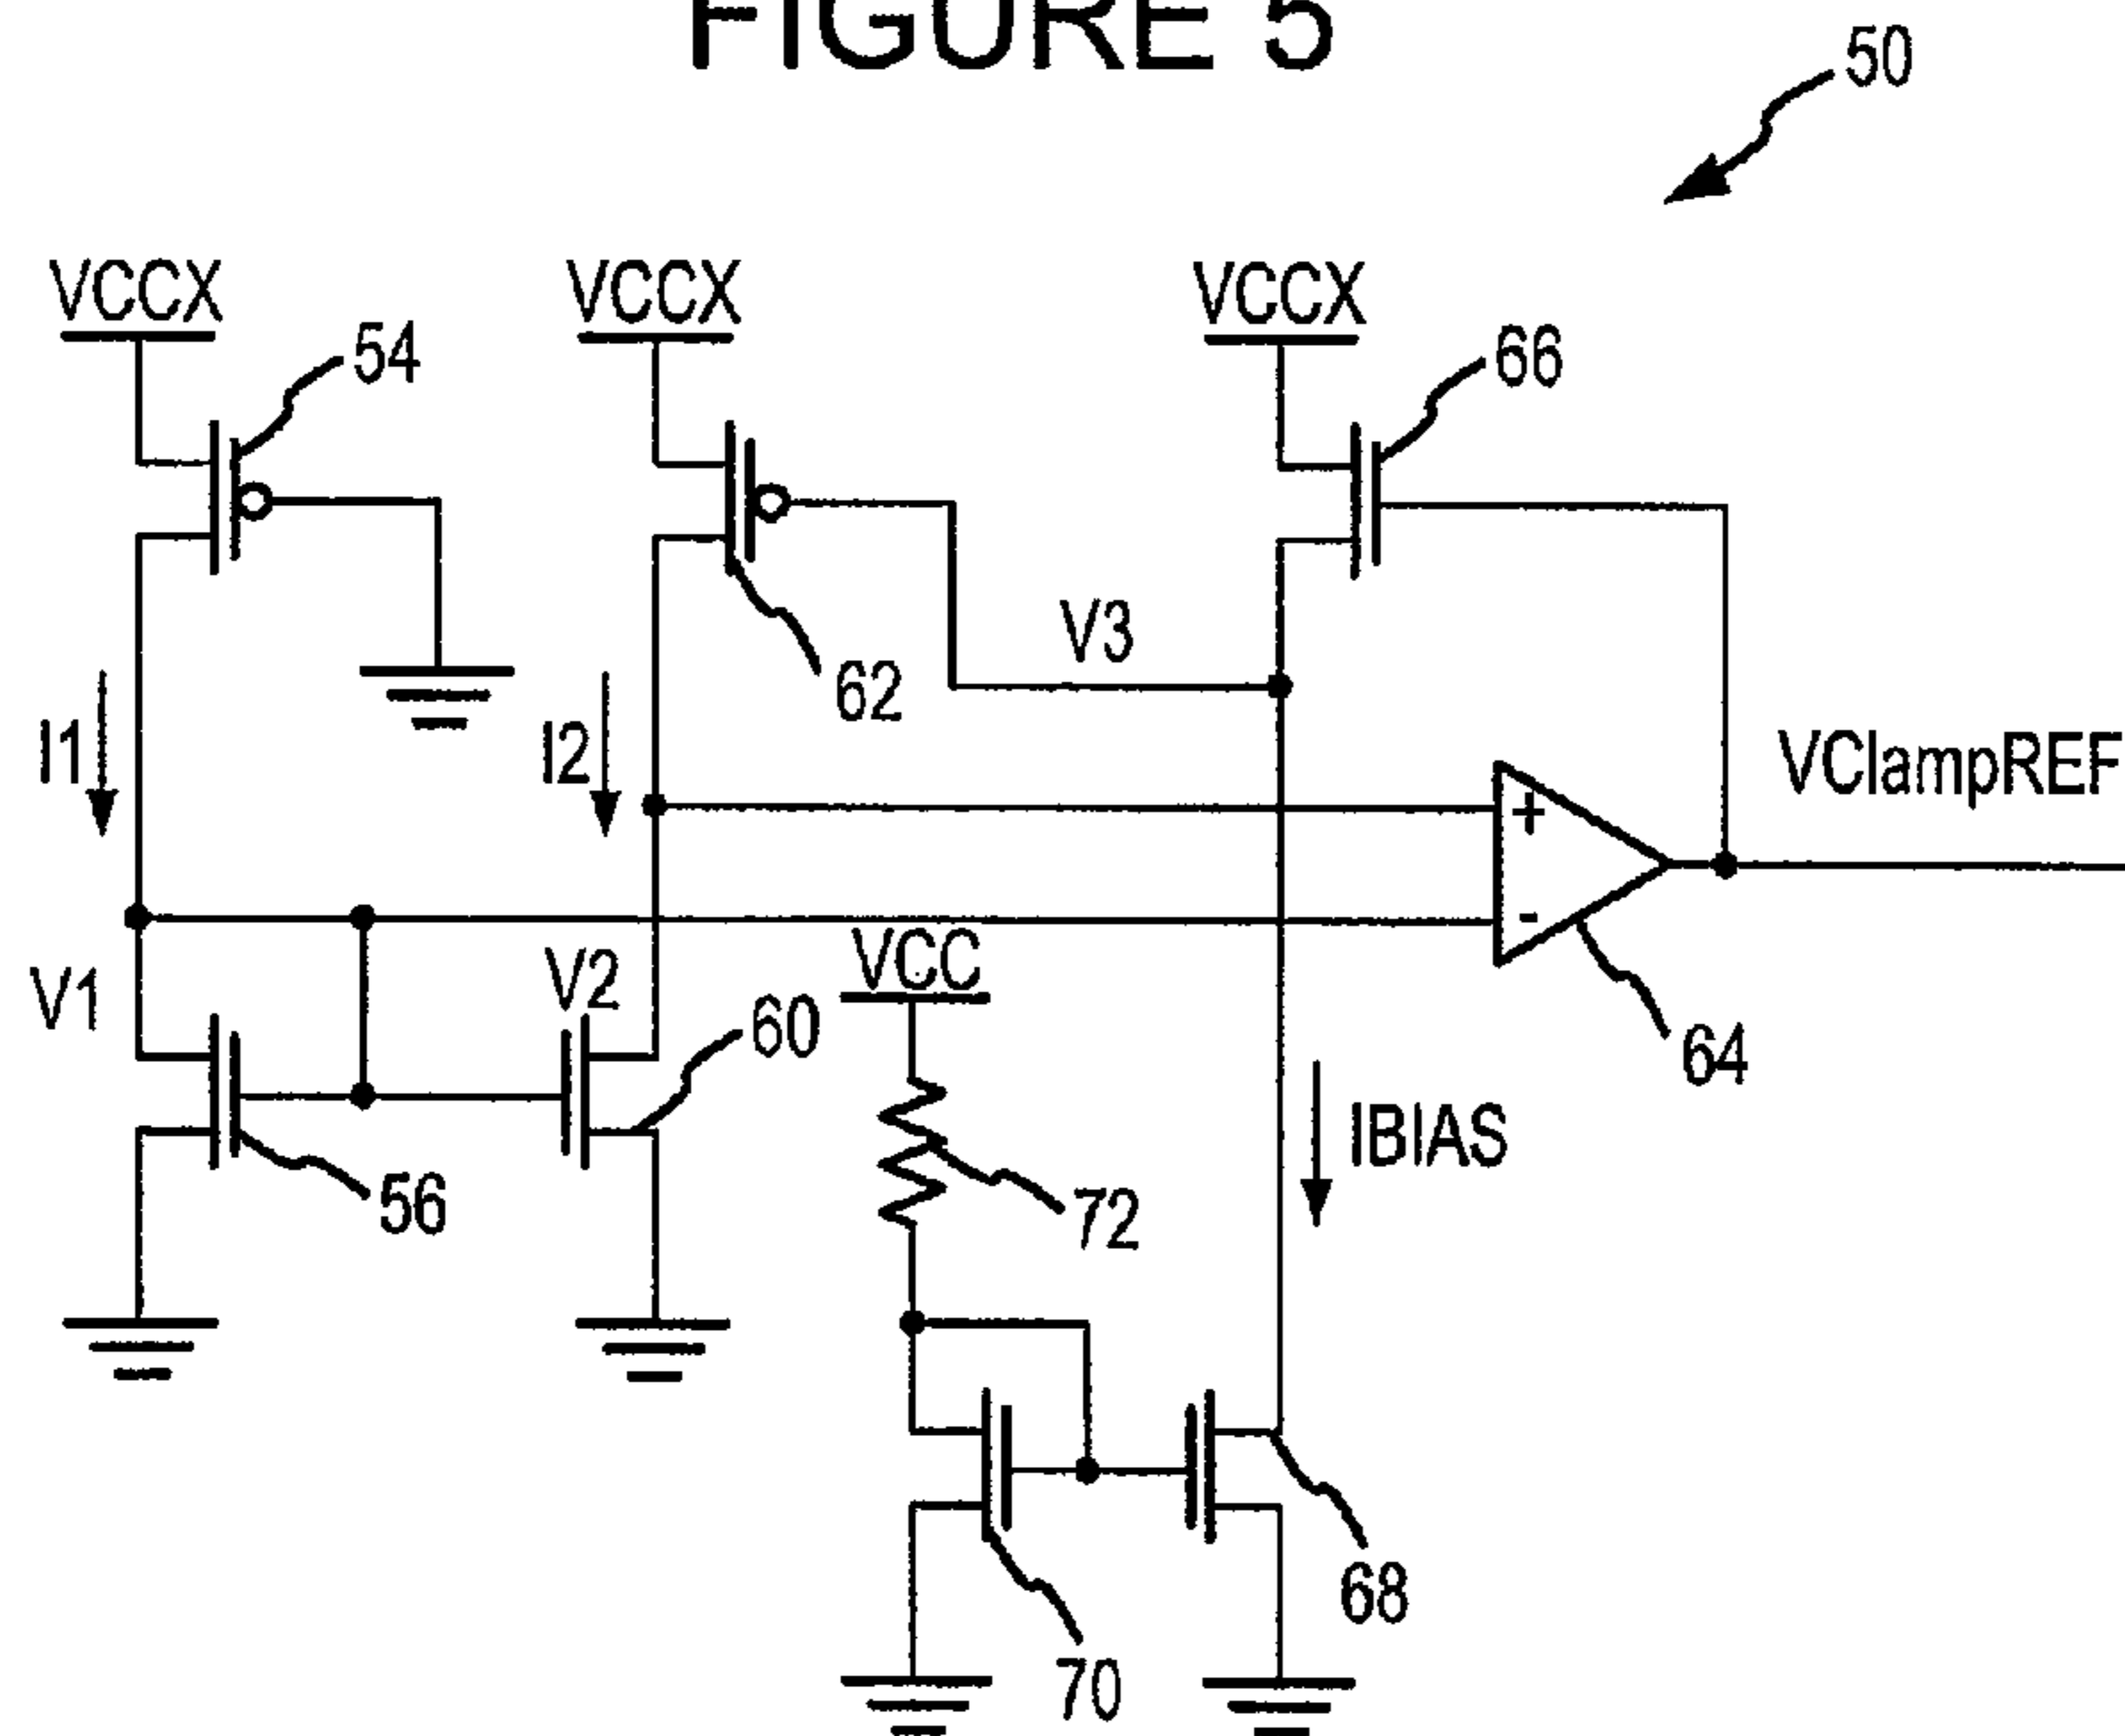 FIGURE 5
50
VCCX
VCCX
VCCX
54
66
62
V3
I1
I2
VClampREF
+
-
V1
V2
VCC
60
64
56
72
IBIAS
68
70